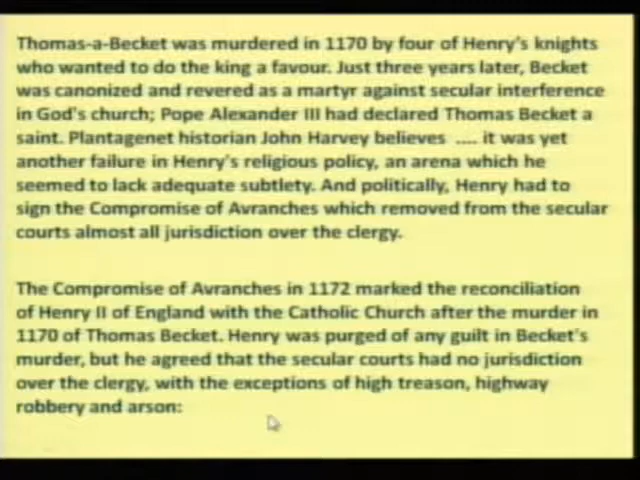 Thomas-a-Becket was murdered in 1170 by four of Henry's knights
who wanted to do the king a favour. Just three years later, Becket
was canonized and revered as a martyr against secular interference
in God's church; Pope Alexander III had declared Thomas Becket a
saint. Plantagenet historian John Harvey believes .... it was yet
another failure in Henry's religious policy, an arena which he
seemed to lack adequate subtlety. And politically, Henry had to
sign the Compromise of Avranches which removed from the secular
courts almost all jurisdiction over the clergy.
The Compromise of Avranches in 1172 marked the reconciliation
of Henry II of England with the Catholic Church after the murder in
1170 of Thomas Becket. Henry was purged of any guilt in Becket's
murder, but he agreed that the secular courts had no jurisdiction
over the clergy, with the exceptions of high treason, highway
robbery and arson: